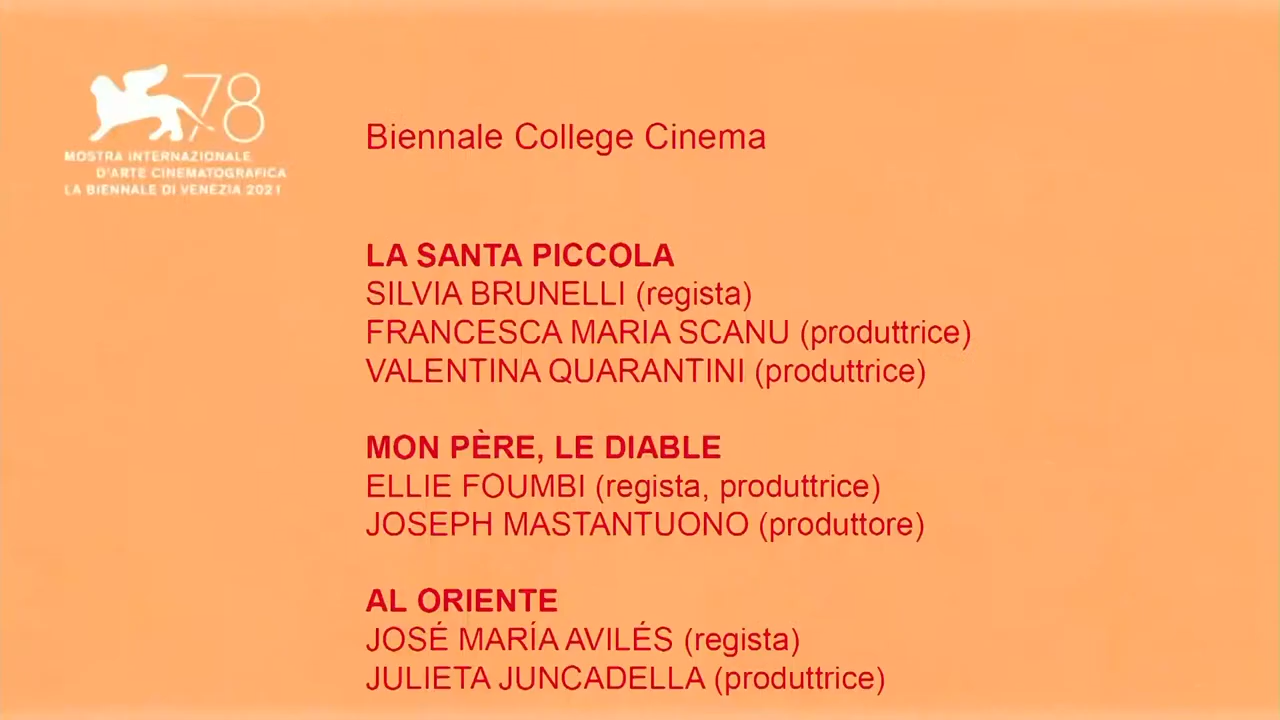 78
MOSTRA INTERNAZIONALE
D'ARTE CINEMATOGRAFICA
LA BIENNALE DI VENEZIA 2021
Biennale College Cinema
LA SANTA PICCOLA
SILVIA BRUNELLI (regista)
FRANCESCA MARIA SCANU (produttrice)
VALENTINA QUARANTINI (produttrice)
MON PÈRE, LE DIABLE
ELLIE FOUMBI (regista, produttrice)
JOSEPH MASTANTUONO (produttore)
AL ORIENTE
JOSÉ MARÍA AVILÉS (regista)
JULIETA JUNCADELLA (produttrice)